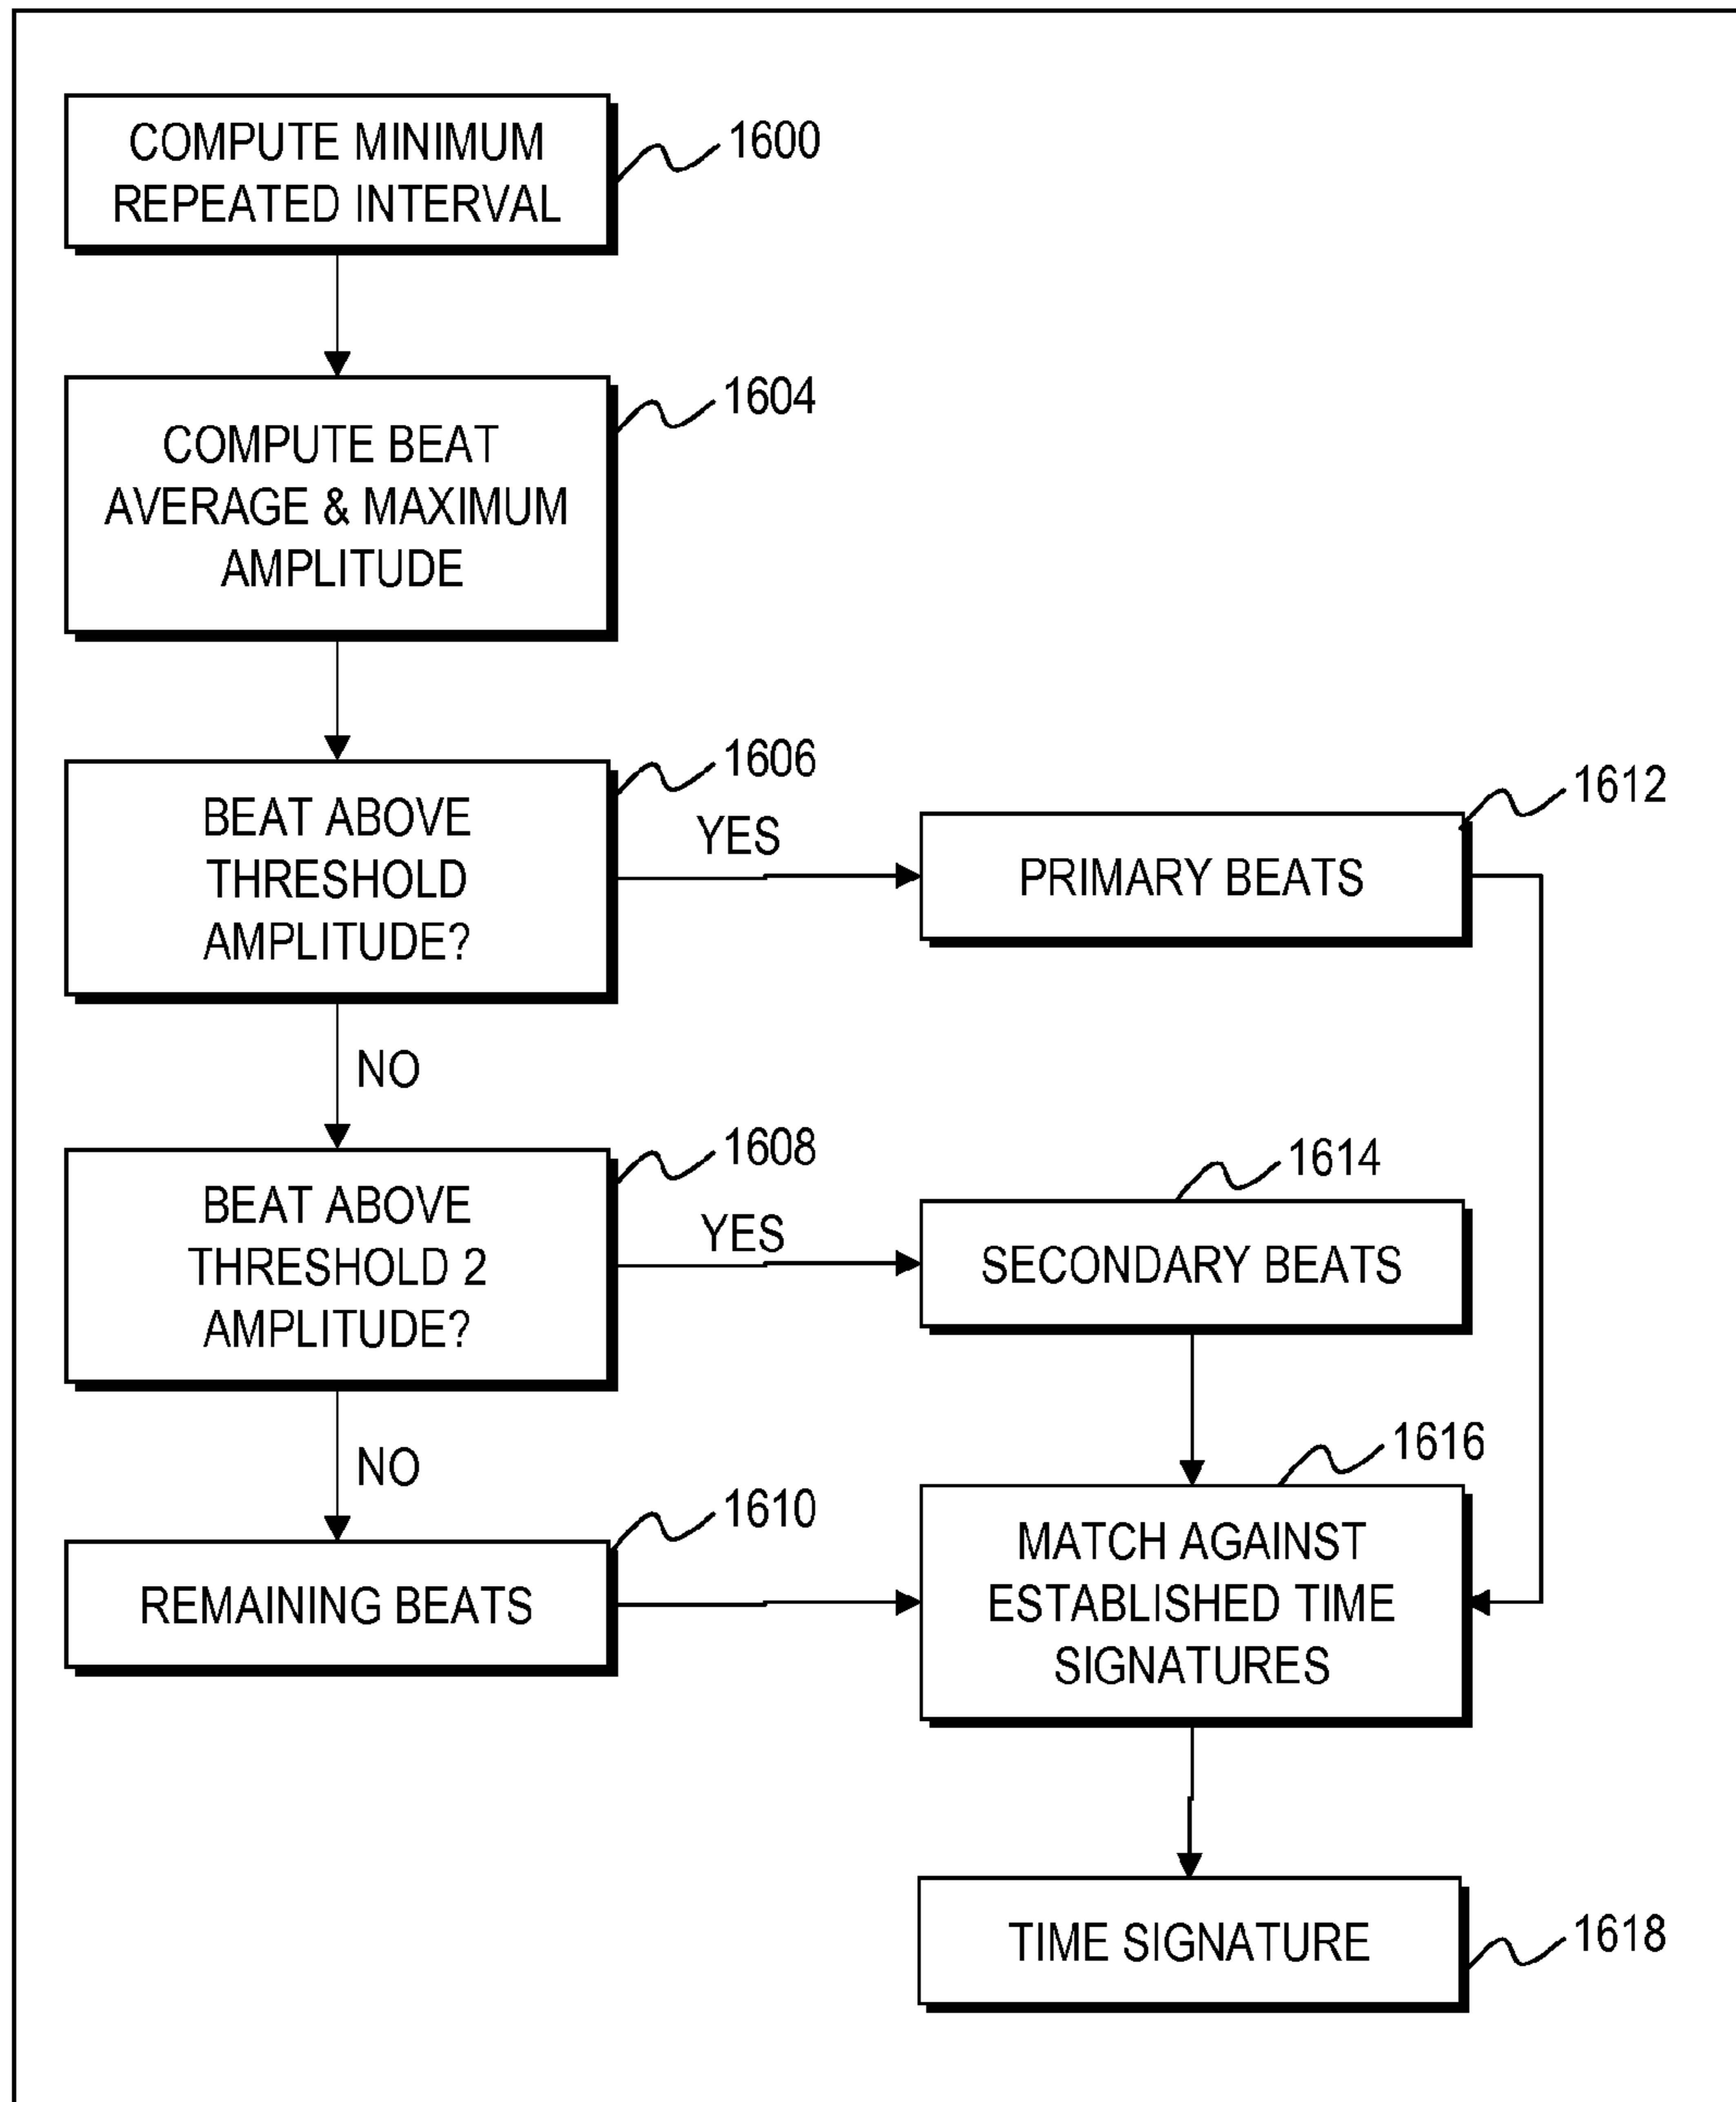 COMPUTE MINIMUM
REPEATED INTERVAL
1600
COMPUTE BEAT
AVERAGE & MAXIMUM
AMPLITUDE
1604
BEAT ABOVE
THRESHOLD
AMPLITUDE?
1606
YES
PRIMARY BEATS
1612
NO
BEAT ABOVE
THRESHOLD 2
AMPLITUDE?
1608
YES
SECONDARY BEATS
1614
NO
REMAINING BEATS
1610
MATCH AGAINST
ESTABLISHED TIME
SIGNATURES
1616
TIME SIGNATURE
1618